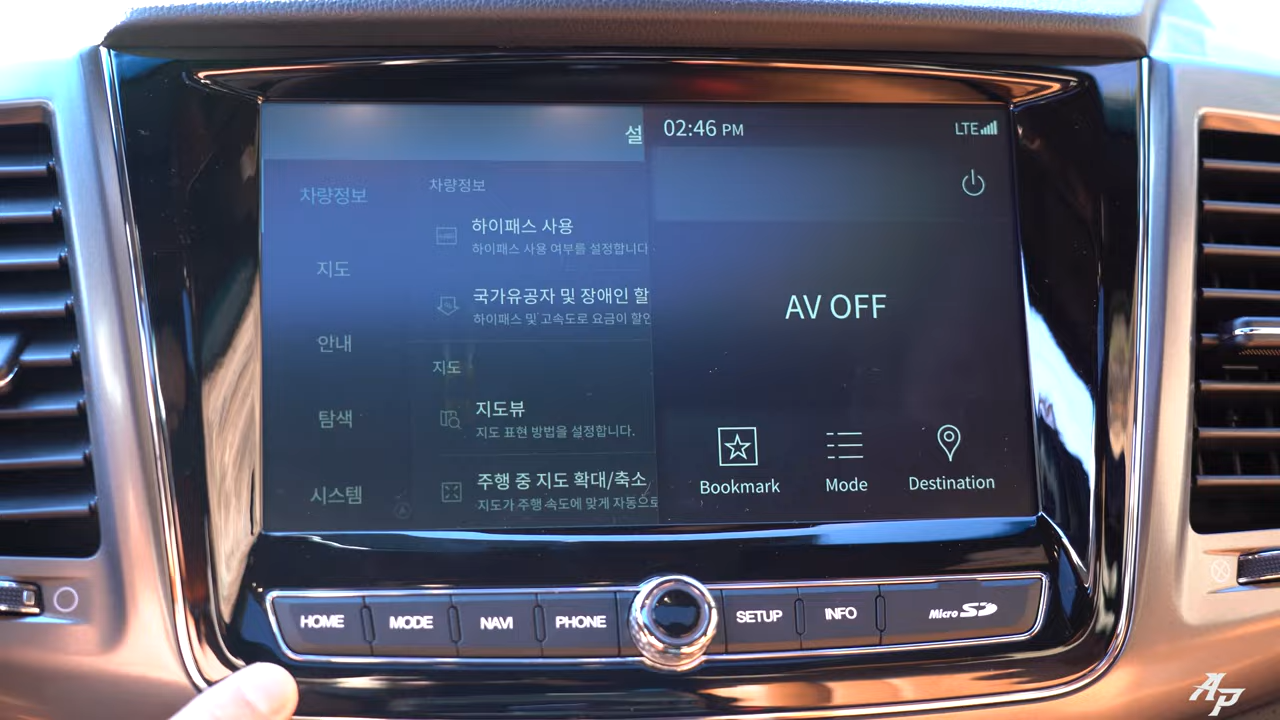 설
차량정보
지도
안내
탐색
시스템
차량정보
하이패스 사용
하이패스 사용 여부를 설정합니다
국가유공자 및 장애인 할
하이패스 및 고속도로 요금이 할인
지도
지도뷰
지도 표현 방법을 설정합니다.
주행 중 지도 확대/축소
지도가 주행 속도에 맞게 자동으로
02:46 PM
LTE
AV OFF
Bookmark
Mode
Destination
HOME
MODE
NAVI
PHONE
SETUP
INFO
Micro SD
AP